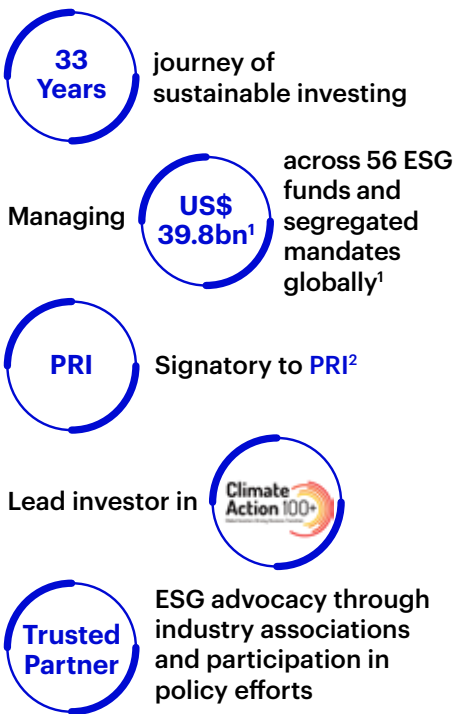 33
Years
journey of
sustainable investing
Managing
US$
39.8bn¹
across 56 ESG
funds and
segregated
mandates
globally¹
PRI
Signatory to PRI²
Lead investor in
Climate
Action 100+
Trusted
Partner
ESG advocacy through
industry associations
and participation in
policy efforts